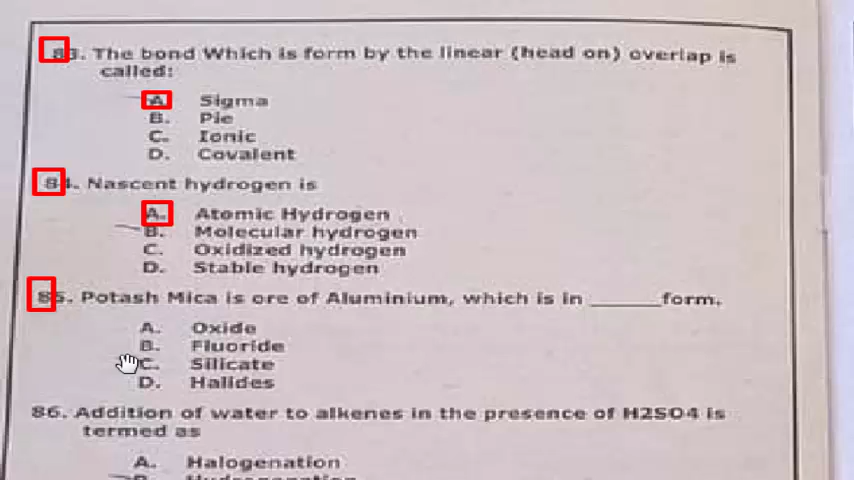 83. The bond Which is form by the linear (head on) overlap is
called:
A. Sigma
B. Pie
C. Ionic
D. Covalent
84. Nascent hydrogen is
A. Atomic Hydrogen
B. Molecular hydrogen
C. Oxidized hydrogen
D. Stable hydrogen
85. Potash Mica is ore of Aluminium, which is in ______form.
A. Oxide
B. Fluoride
C. Silicate
D. Halides
86. Addition of water to alkenes in the presence of H2SO4 is
termed as
A. Halogenation